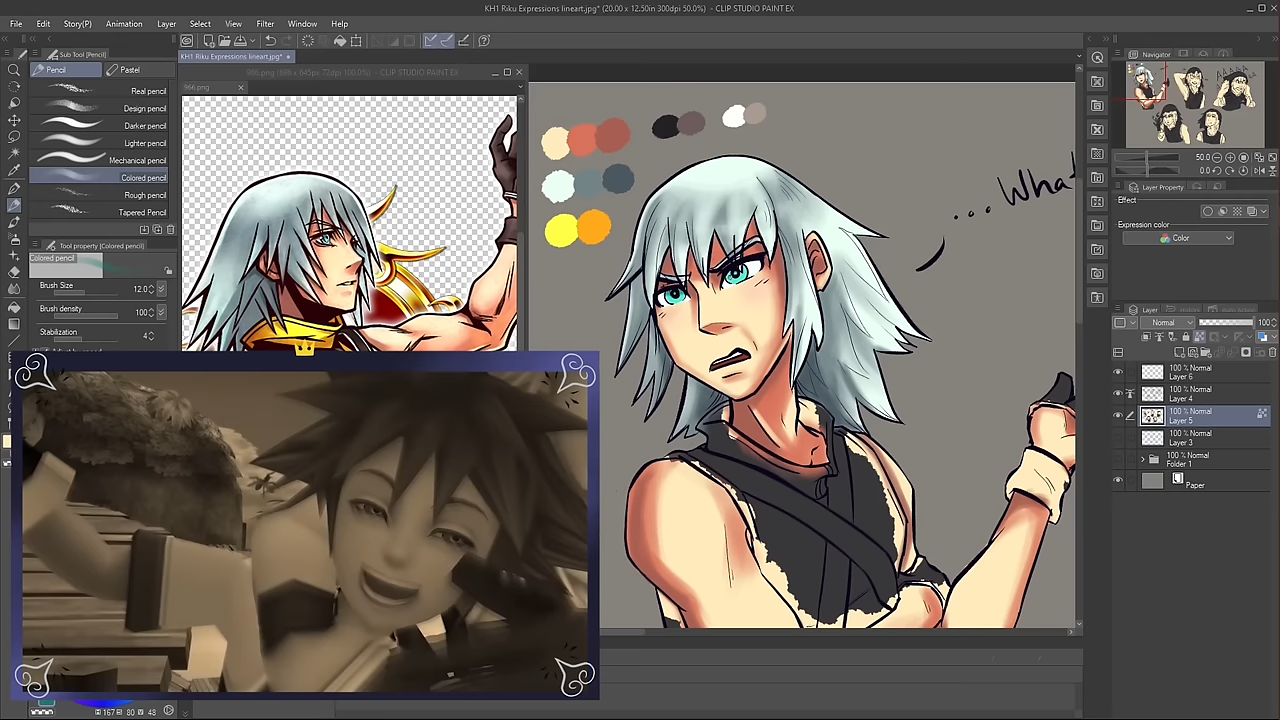 KH1 Riku Expressions lineart.jpg* (20.00 x 12.50in 300dpi 50.0%) - CLIP STUDIO PAINT EX
File Edit Story(P) Animation Layer Select View Filter Window Help
Sub Tool [Pencil]
KH1 Riku Expressions lineart.jpg*
Navigator
Pencil Pastel
Real pencil
Design pencil
Darker pencil
Lighter pencil
Mechanical pencil
Colored pencil
Rough pencil
Tapered Pencil
966.png
Tool property [Colored pencil]
Colored pencil
Brush Size 12.0
Brush density 100
Stabilization 4
... What
50.0
0.0
Layer Property
Effect
Expression color
Color
Layer
Normal 100
100 % Normal
Layer 6
100 % Normal
Layer 4
100 % Normal
Layer 5
100 % Normal
Layer 3
100 % Normal
Folder 1
Paper
H 167 S 80 V 48